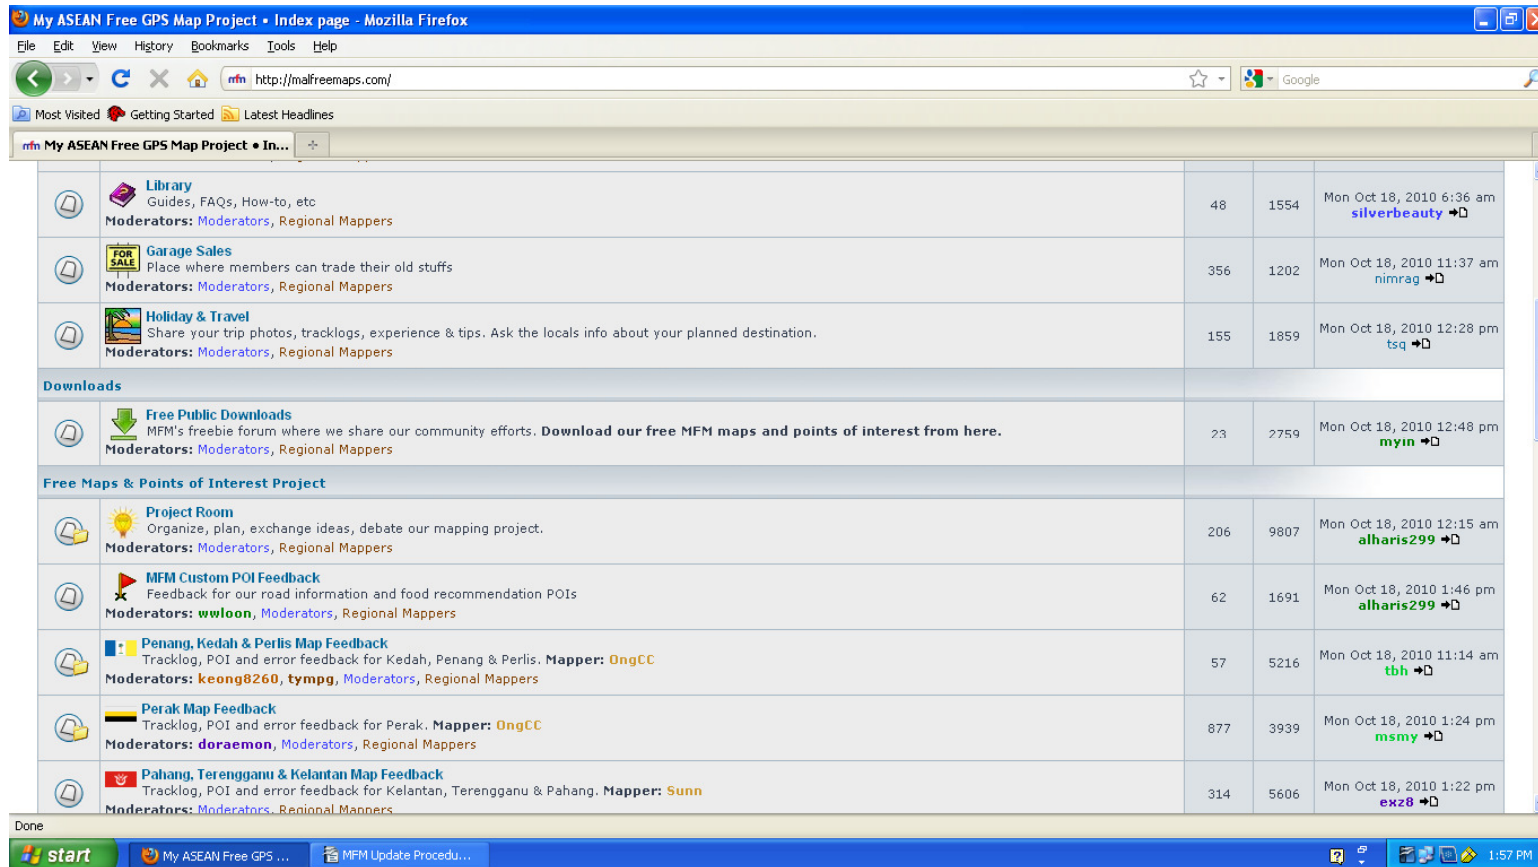 My ASEAN Free GPS Map Project • Index page - Mozilla Firefox
File Edit View History Bookmarks Tools Help
mfn http://malfreemaps.com/ Google
Most Visited Getting Started Latest Headlines
mfn My ASEAN Free GPS Map Project • In...
Library
Guides, FAQs, How-to, etc
Moderators: Moderators, Regional Mappers
48 1554 Mon Oct 18, 2010 6:36 am
silverbeauty
FOR SALE Garage Sales
Place where members can trade their old stuffs
Moderators: Moderators, Regional Mappers
356 1202 Mon Oct 18, 2010 11:37 am
nimrag
Holiday & Travel
Share your trip photos, tracklogs, experience & tips. Ask the locals info about your planned destination.
Moderators: Moderators, Regional Mappers
155 1859 Mon Oct 18, 2010 12:28 pm
tsq
Downloads
Free Public Downloads
MFM's freebie forum where we share our community efforts. Download our free MFM maps and points of interest from here.
Moderators: Moderators, Regional Mappers
23 2759 Mon Oct 18, 2010 12:48 pm
myin
Free Maps & Points of Interest Project
Project Room
Organize, plan, exchange ideas, debate our mapping project.
Moderators: Moderators, Regional Mappers
206 9807 Mon Oct 18, 2010 12:15 am
alharis299
MFM Custom POI Feedback
Feedback for our road information and food recommendation POIs
Moderators: wwloon, Moderators, Regional Mappers
62 1691 Mon Oct 18, 2010 1:46 pm
alharis299
Penang, Kedah & Perlis Map Feedback
Tracklog, POI and error feedback for Kedah, Penang & Perlis. Mapper: OngCC
Moderators: keong8260, tympg, Moderators, Regional Mappers
57 5216 Mon Oct 18, 2010 11:14 am
tbh
Perak Map Feedback
Tracklog, POI and error feedback for Perak. Mapper: OngCC
Moderators: doraemon, Moderators, Regional Mappers
877 3939 Mon Oct 18, 2010 1:24 pm
msmy
Pahang, Terengganu & Kelantan Map Feedback
Tracklog, POI and error feedback for Kelantan, Terengganu & Pahang. Mapper: Sunn
Moderators: Moderators, Regional Mappers
314 5606 Mon Oct 18, 2010 1:22 pm
exz8
Done
start My ASEAN Free GPS ... MFM Update Procedu... 1:57 PM